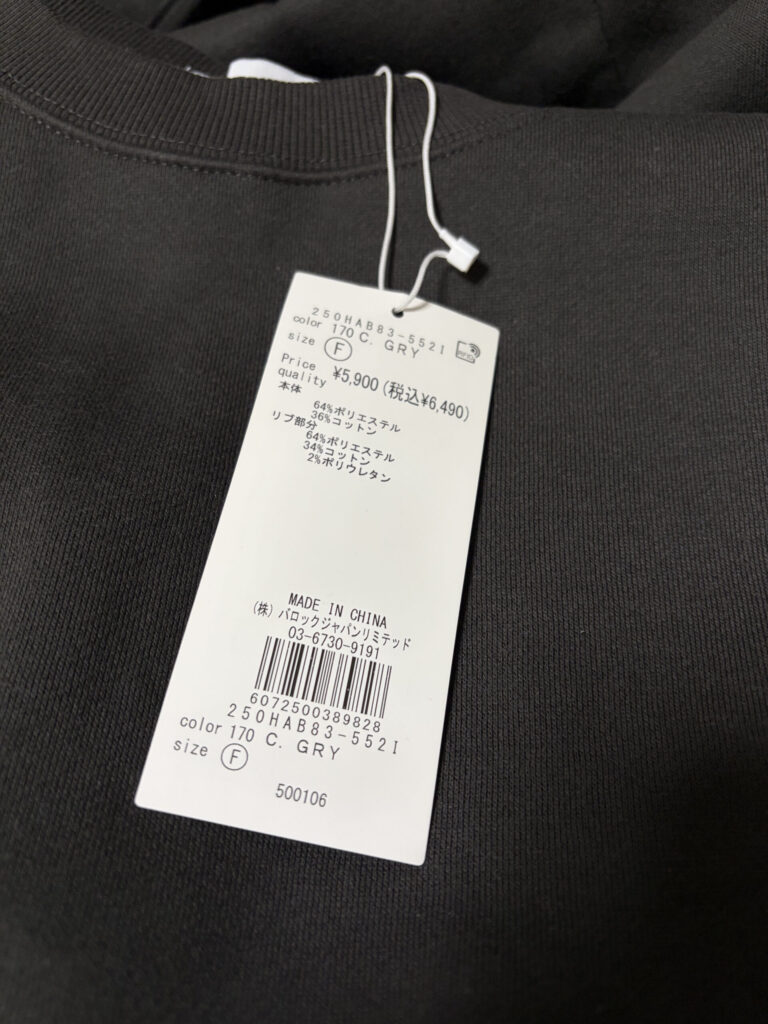 250HAB83-552I
color 170 C. GRY
size F
RFID
Price ¥5,900(税込¥6,490)
quality
本体
64%ポリエステル
36%コットン
リブ部分
64%ポリエステル
34%コットン
2%ポリウレタン
MADE IN CHINA
(株)バロックジャパンリミテッド
03-6730-9191
6072500389828
250HAB83-552I
color 170 C. GRY
size F
500106